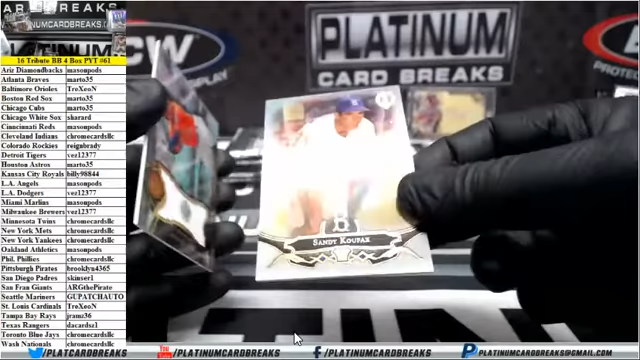 16 Tribute BB 4 Box PYT #61
Ariz Diamondbacks masonpods
Atlanta Braves marto35
Baltimore Orioles TroXeoN
Boston Red Sox marto35
Chicago Cubs marto35
Chicago White Sox sharard
Cincinnati Reds masonpods
Cleveland Indians chromecardsllc
Colorado Rockies reignbrady
Detroit Tigers vez12377
Houston Astros marto35
Kansas City Royals billy98844
L.A. Angels masonpods
L.A. Dodgers vez12377
Miami Marlins masonpods
Milwaukee Brewers vez12377
Minnesota Twins chromecardsllc
New York Mets chromecardsllc
New York Yankees chromecardsllc
Oakland Athletics masonpods
Phil. Phillies chromecardsllc
Pittsburgh Pirates brooklyn4365
San Diego Padres skinser1
San Fran Giants ARGthePirate
Seattle Mariners GUPATCHAUTO
St. Louis Cardinals TroXeoN
Tampa Bay Rays jramz36
Texas Rangers dacardsz1
Toronto Blue Jays chromecardsllc
Wash Nationals chromecardsllc
PLATINUMCARDBREAKS.COM
PLATINUM
PLATINUM
CARD BREAKS
SANDY KOUFAX
/PLATCARDBREAKS
/PLATINUMCARDBREAKS
/PLATINUMCARDBREAKS
PLATINUMCARDBREAKS@GMAIL.COM